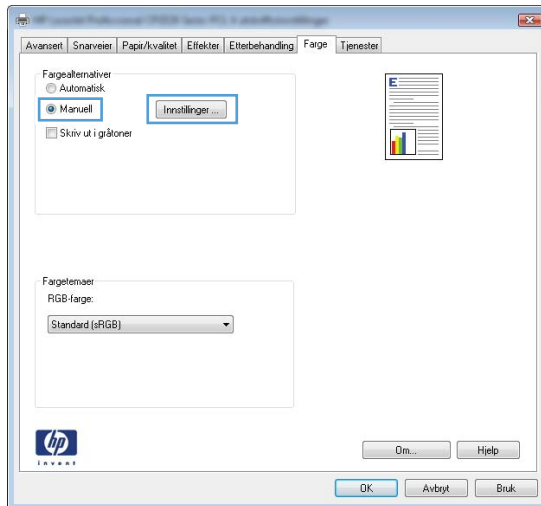 Avansert Snarveier Papir/kvalitet Effekter Etterbehandling Farge Tjenester
Fargealternativer
Automatisk
Manuell
Innstillinger ...
Skriv ut i gråtoner
E
Fargetemaer
RGB-farge:
Standard (sRGB)
hp
invent
Om...
Hjelp
OK
Avbryt
Bruk